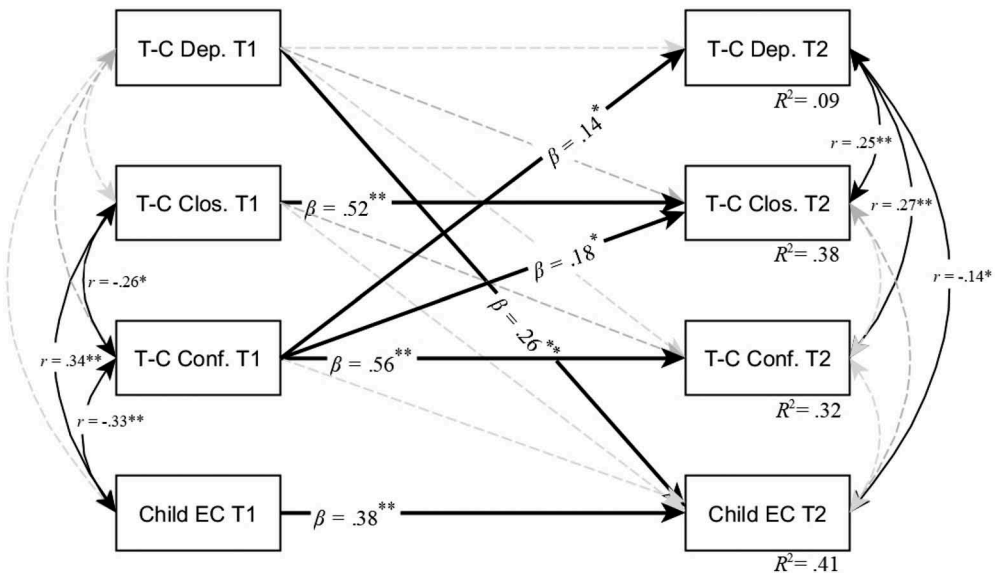 T-C Dep. T1
T-C Dep. T2
R²= .09
β = .14*
r = .25**
T-C Clos. T1
β = .52**
T-C Clos. T2
r = .27**
R²= .38
β = .18*
r = -.26*
r = -.14*
β = .26 **
T-C Conf. T1
β = .56**
T-C Conf. T2
r = .34**
R²= .32
r = -.33**
Child EC T1
β = .38**
Child EC T2
R²= .41